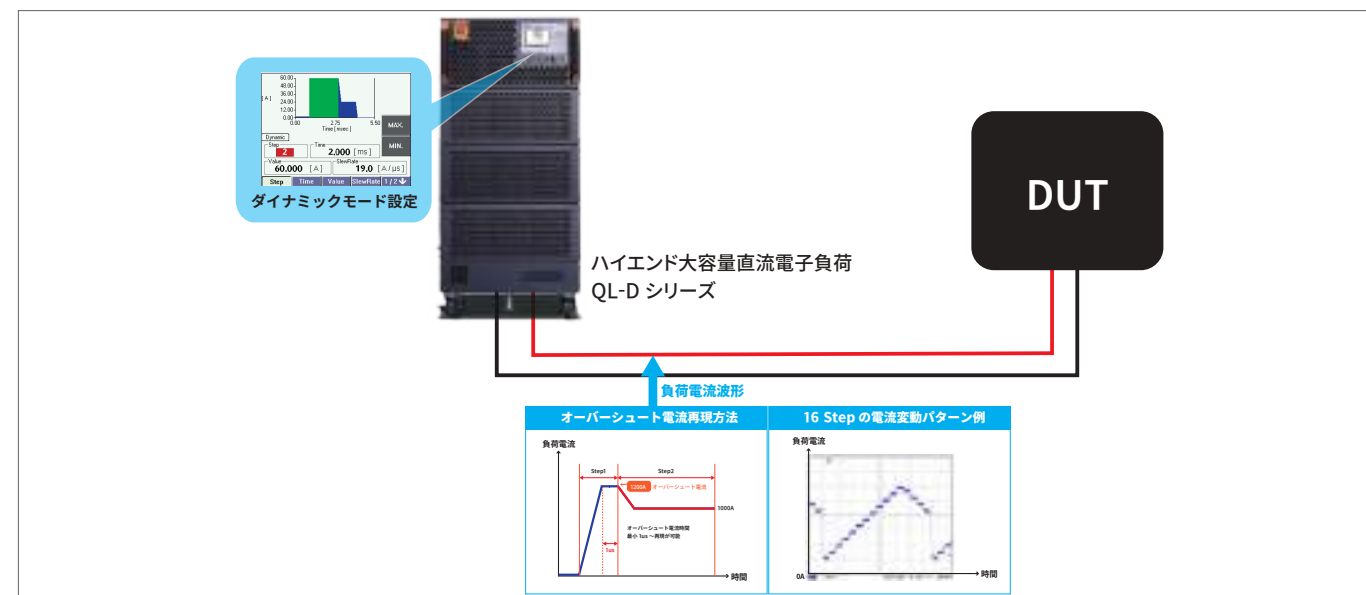 60.00
48.00
36.00
24.00
12.00
0.00
[ A ]
0.00 2.75 5.50
Time [ msec ]
MAX.
MIN.
Dynamic
Step
2
Time
2.000 [ ms ]
Value
60.000 [ A ]
SlewRate
19.0 [ A / μs ]
Step Time Value SlewRate 1 / 2
ダイナミックモード設定
ハイエンド大容量直流電子負荷
QL-D シリーズ
DUT
負荷電流波形
オーバーシュート電流再現方法
負荷電流
Step1 Step2
1200A オーバーシュート電流
1000A
オーバーシュート電流時間
最小 1us ～再現が可能
1us
時間
16 Step の電流変動パターン例
負荷電流
0A
時間